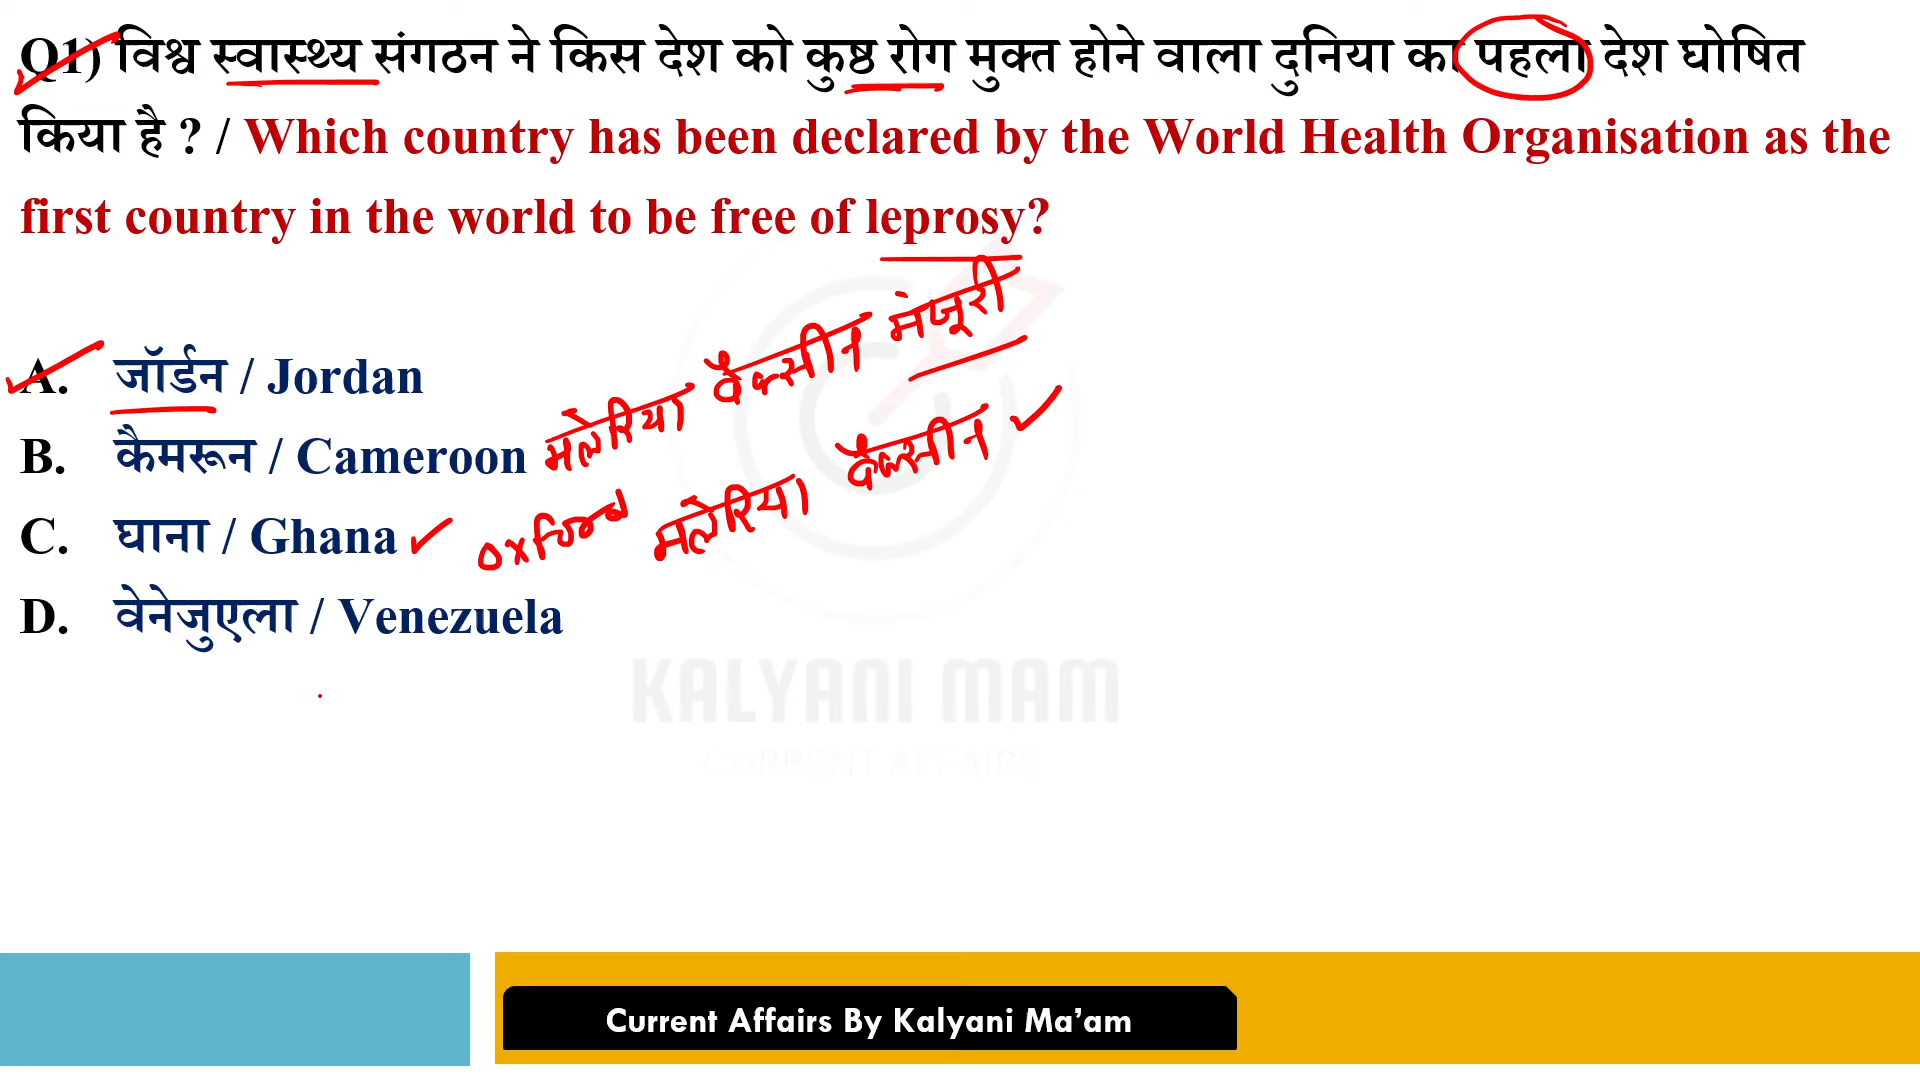 Q1) विश्व स्वास्थ्य संगठन ने किस देश को कुष्ठ रोग मुक्त होने वाला दुनिया का पहला देश घोषित
किया है ? / Which country has been declared by the World Health Organisation as the
first country in the world to be free of leprosy?
A. जॉर्डन / Jordan
मलेरिया वैक्सीन मंजूरी
B. कैमरून / Cameroon
C. घाना / Ghana
oxford मलेरिया वैक्सीन
D. वेनेजुएला / Venezuela
KALYANI MAM
CURRENT AFFAIRS
Current Affairs By Kalyani Ma’am